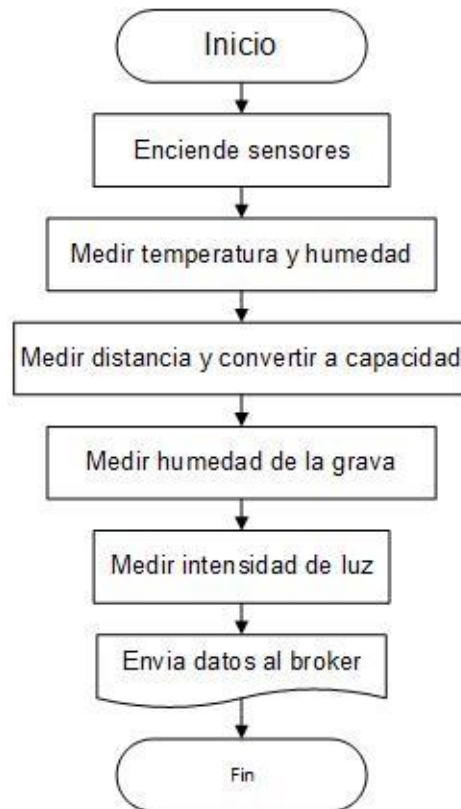 Inicio
Enciende sensores
Medir temperatura y humedad
Medir distancia y convertir a capacidad
Medir humedad de la grava
Medir intensidad de luz
Envia datos al broker
Fin